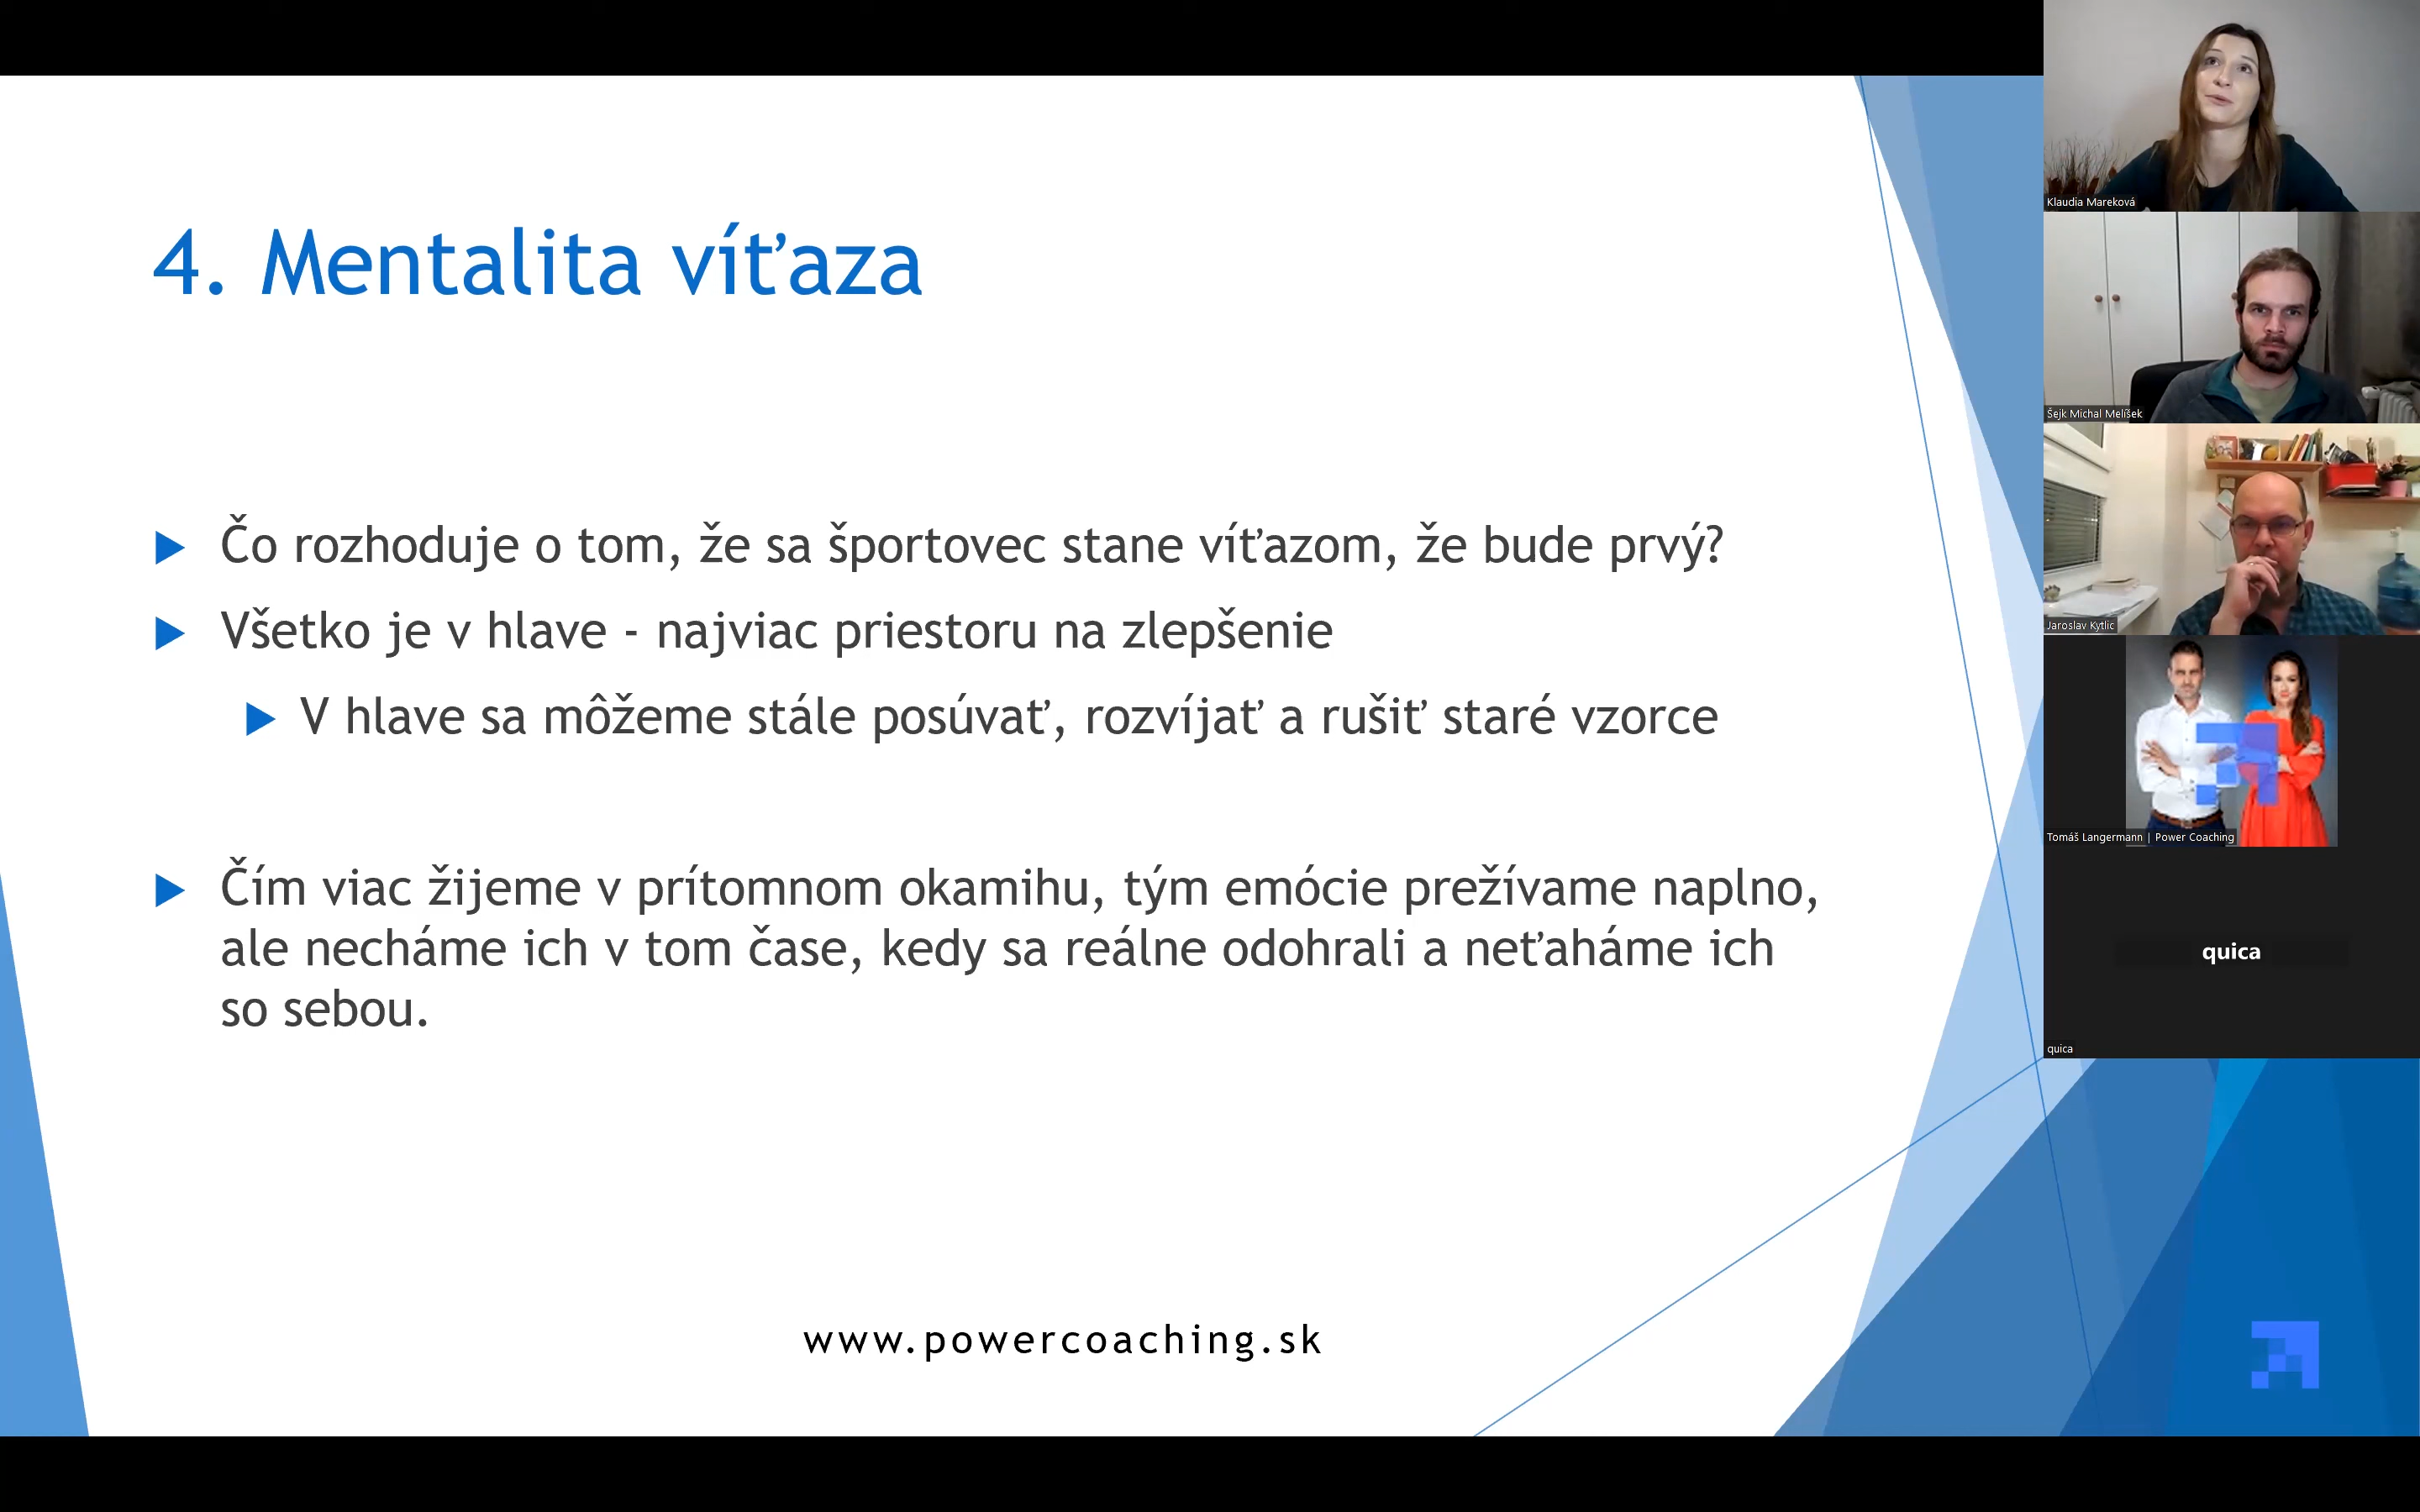 4. Mentalita víťaza
Čo rozhoduje o tom, že sa športovec stane víťazom, že bude prvý?
Všetko je v hlave - najviac priestoru na zlepšenie
V hlave sa môžeme stále posúvať, rozvíjať a rušiť staré vzorce
Čím viac žijeme v prítomnom okamihu, tým emócie prežívame naplno,
ale necháme ich v tom čase, kedy sa reálne odohrali a neťaháme ich
so sebou.
www.powercoaching.sk
Klaudia Mareková
Šejk Michal Melíšek
Jaroslav Kytlic
Tomáš Langermann | Power Coaching
quica
quica